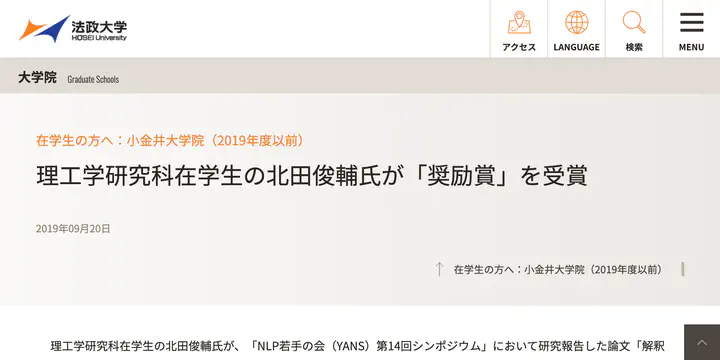 法政大学
HOSEI University
アクセス
LANGUAGE
検索
MENU
大学院 Graduate Schools
在学生の方へ：小金井大学院（2019年度以前）
理工学研究科在学生の北田俊輔氏が「奨励賞」を受賞
2019年09月20日
在学生の方へ：小金井大学院（2019年度以前）
理工学研究科在学生の北田俊輔氏が、「NLP若手の会（YANS）第14回シンポジウム」において研究報告した論文「解釈